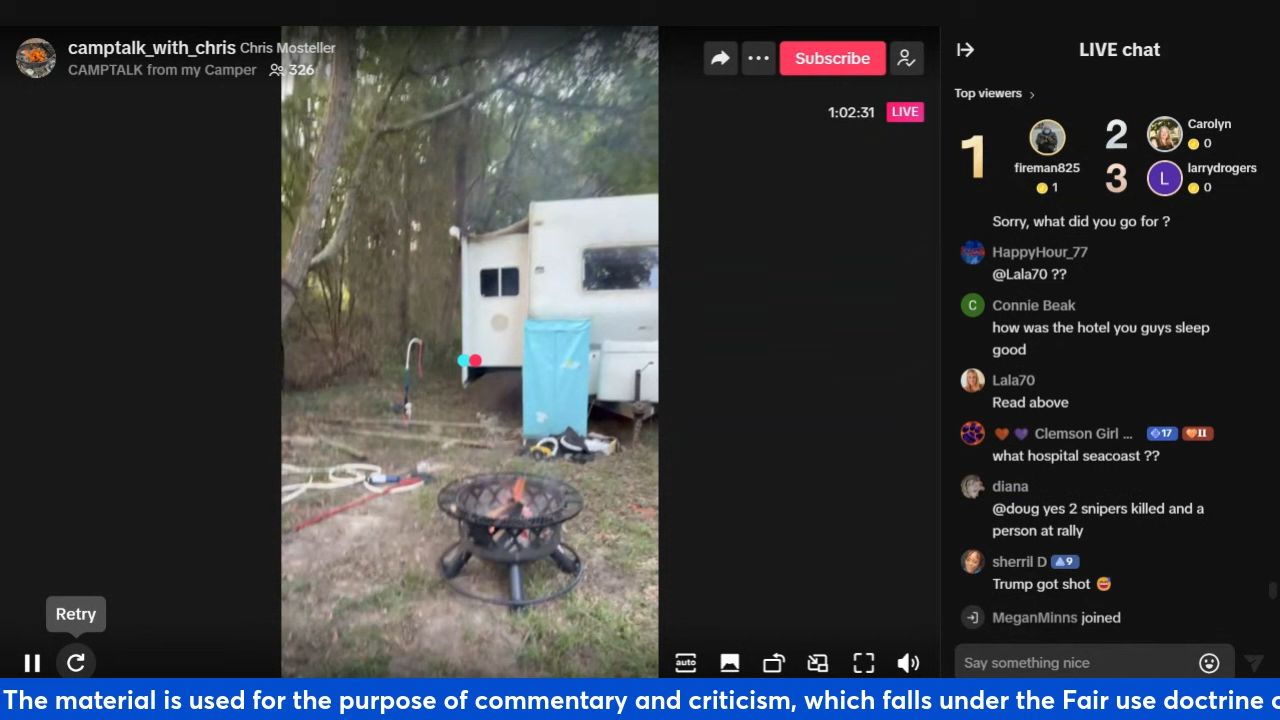 camptalk_with_chris Chris Mosteller
CAMPTALK from my Camper 326
Subscribe
1:02:31 LIVE
Retry
auto
LIVE chat
Top viewers
1
fireman825
1
2
Carolyn
0
3
L
larrydrogers
0
Sorry, what did you go for ?
HappyHour_77
@Lala70 ??
C
Connie Beak
how was the hotel you guys sleep
good
Lala70
Read above
Clemson Girl ... 17 II
what hospital seacoast ??
diana
@doug yes 2 snipers killed and a
person at rally
sherril D 9
Trump got shot 😅
MeganMinns joined
Say something nice
The material is used for the purpose of commentary and criticism, which falls under the Fair use doctrine